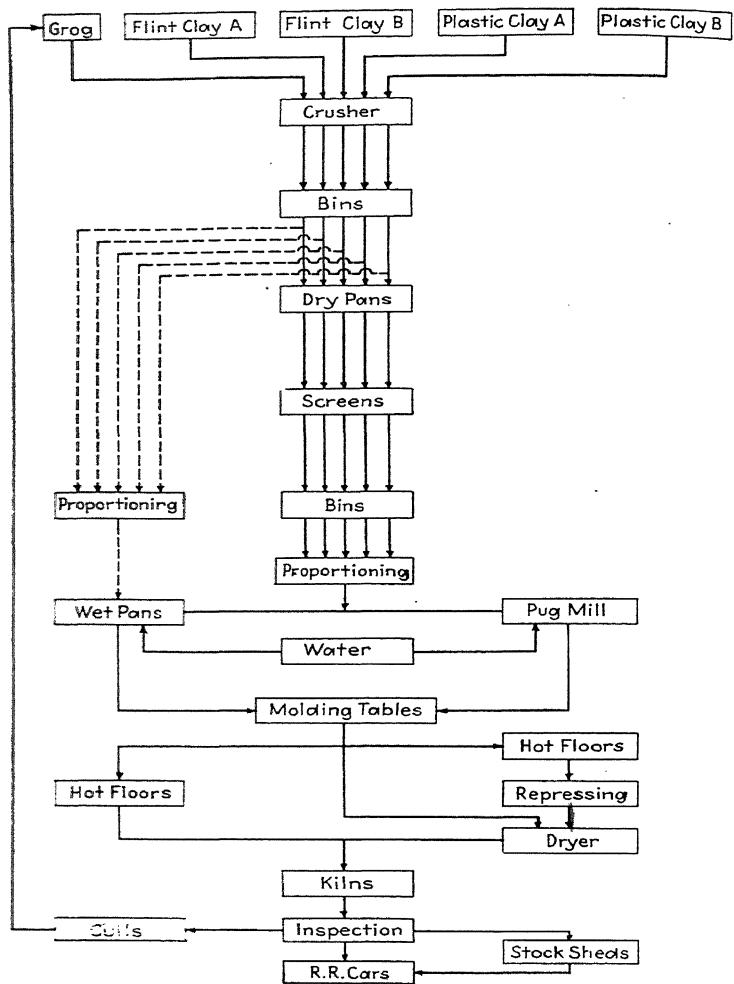 Grog
Flint Clay A
Flint Clay B
Plastic Clay A
Plastic Clay B
Crusher
Bins
Dry Pans
Screens
Proportioning
Bins
Proportioning
Wet Pans
Pug Mill
Water
Molding Tables
Hot Floors
Hot Floors
Repressing
Dryer
Kilns
Culls
Inspection
Stock Sheds
R.R. Cars